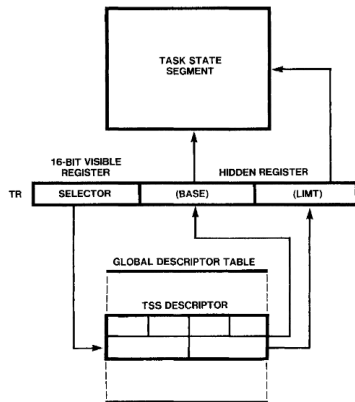 TASK STATE
SEGMENT
16-BIT VISIBLE
REGISTER
HIDDEN REGISTER
TR
SELECTOR
(BASE)
(LIMT)
GLOBAL DESCRIPTOR TABLE
TSS DESCRIPTOR